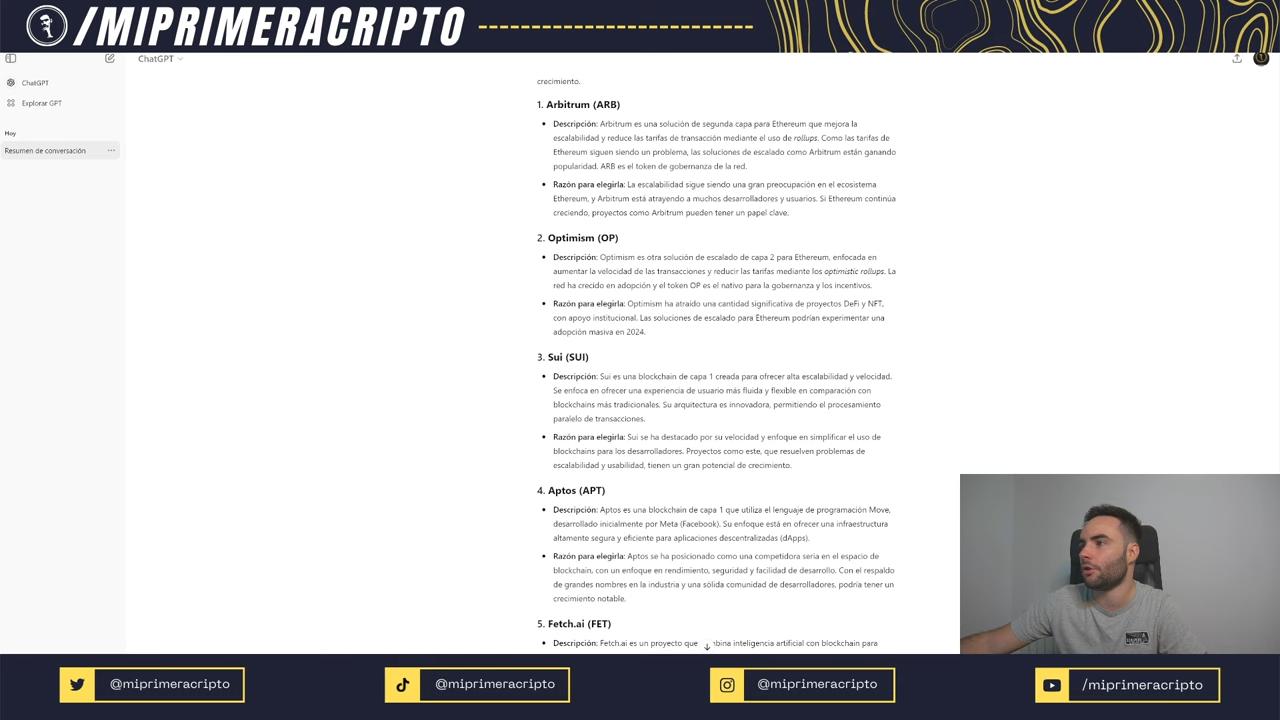 /MIPRIMERACRIPTO
ChatGPT
ChatGPT
Explorar GPT
Hoy
Resumen de conversación
crecimiento.
1. Arbitrum (ARB)
Descripción: Arbitrum es una solución de segunda capa para Ethereum que mejora la
escalabilidad y reduce las tarifas de transacción mediante el uso de rollups. Como las tarifas de
Ethereum siguen siendo un problema, las soluciones de escalado como Arbitrum están ganando
popularidad. ARB es el token de gobernanza de la red.
Razón para elegirla: La escalabilidad sigue siendo una gran preocupación en el ecosistema
Ethereum, y Arbitrum está atrayendo a muchos desarrolladores y usuarios. Si Ethereum continúa
creciendo, proyectos como Arbitrum pueden tener un papel clave.
2. Optimism (OP)
Descripción: Optimism es otra solución de escalado de capa 2 para Ethereum, enfocada en
aumentar la velocidad de las transacciones y reducir las tarifas mediante los optimistic rollups. La
red ha crecido en adopción y el token OP es el nativo para la gobernanza y los incentivos.
Razón para elegirla: Optimism ha atraído una cantidad significativa de proyectos DeFi y NFT,
con apoyo institucional. Las soluciones de escalado para Ethereum podrían experimentar una
adopción masiva en 2024.
3. Sui (SUI)
Descripción: Sui es una blockchain de capa 1 creada para ofrecer alta escalabilidad y velocidad.
Se enfoca en ofrecer una experiencia de usuario más fluida y flexible en comparación con
blockchains más tradicionales. Su arquitectura es innovadora, permitiendo el procesamiento
paralelo de transacciones.
Razón para elegirla: Sui se ha destacado por su velocidad y enfoque en simplificar el uso de
blockchains para los desarrolladores. Proyectos como este, que resuelven problemas de
escalabilidad y usabilidad, tienen un gran potencial de crecimiento.
4. Aptos (APT)
Descripción: Aptos es una blockchain de capa 1 que utiliza el lenguaje de programación Move,
desarrollado inicialmente por Meta (Facebook). Su enfoque está en ofrecer una infraestructura
altamente segura y eficiente para aplicaciones descentralizadas (dApps).
Razón para elegirla: Aptos se ha posicionado como una competidora seria en el espacio de
blockchain, con un enfoque en rendimiento, seguridad y facilidad de desarrollo. Con el respaldo
de grandes nombres en la industria y una sólida comunidad de desarrolladores, podría tener un
crecimiento notable.
5. Fetch.ai (FET)
Descripción: Fetch.ai es un proyecto que inteligencia artificial con blockchain para
@miprimeracripto
@miprimeracripto
@miprimeracripto
/miprimeracripto